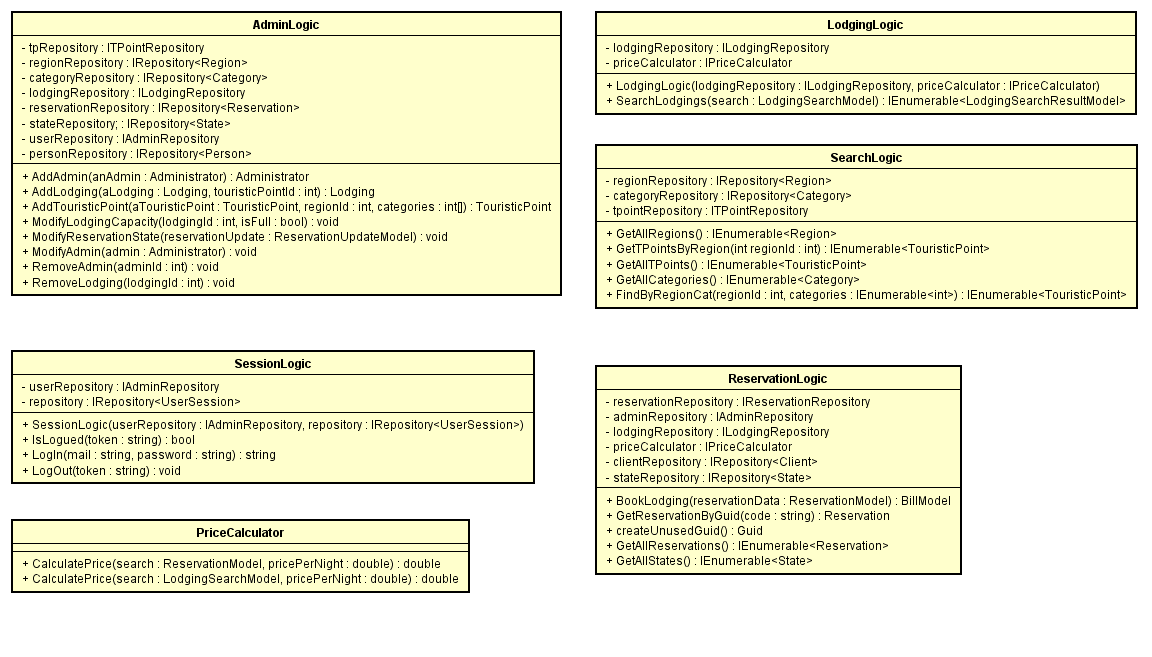 AdminLogic
- tpRepository : ITPointRepository
- regionRepository : IRepository<Region>
- categoryRepository : IRepository<Category>
- lodgingRepository : ILodgingRepository
- reservationRepository : IRepository<Reservation>
- stateRepository; : IRepository<State>
- userRepository : IAdminRepository
- personRepository : IRepository<Person>
+ AddAdmin(anAdmin : Administrator) : Administrator
+ AddLodging(aLodging : Lodging, touristicPointId : int) : Lodging
+ AddTouristicPoint(aTouristicPoint : TouristicPoint, regionId : int, categories : int[]) : TouristicPoint
+ ModifyLodgingCapacity(lodgingId : int, isFull : bool) : void
+ ModifyReservationState(reservationUpdate : ReservationUpdateModel) : void
+ ModifyAdmin(admin : Administrator) : void
+ RemoveAdmin(adminId : int) : void
+ RemoveLodging(lodgingId : int) : void
LodgingLogic
- lodgingRepository : ILodgingRepository
- priceCalculator : IPriceCalculator
+ LodgingLogic(lodgingRepository : ILodgingRepository, priceCalculator : IPriceCalculator)
+ SearchLodgings(search : LodgingSearchModel) : IEnumerable<LodgingSearchResultModel>
SearchLogic
- regionRepository : IRepository<Region>
- categoryRepository : IRepository<Category>
- tpointRepository : ITPointRepository
+ GetAllRegions() : IEnumerable<Region>
+ GetTPointsByRegion(int regionId : int) : IEnumerable<TouristicPoint>
+ GetAllTPoints() : IEnumerable<TouristicPoint>
+ GetAllCategories() : IEnumerable<Category>
+ FindByRegionCat(regionId : int, categories : IEnumerable<int>) : IEnumerable<TouristicPoint>
SessionLogic
- userRepository : IAdminRepository
- repository : IRepository<UserSession>
+ SessionLogic(userRepository : IAdminRepository, repository : IRepository<UserSession>)
+ IsLogued(token : string) : bool
+ LogIn(mail : string, password : string) : string
+ LogOut(token : string) : void
ReservationLogic
- reservationRepository : IReservationRepository
- adminRepository : IAdminRepository
- lodgingRepository : ILodgingRepository
- priceCalculator : IPriceCalculator
- clientRepository : IRepository<Client>
- stateRepository : IRepository<State>
+ BookLodging(reservationData : ReservationModel) : BillModel
+ GetReservationByGuid(code : string) : Reservation
+ createUnusedGuid() : Guid
+ GetAllReservations() : IEnumerable<Reservation>
+ GetAllStates() : IEnumerable<State>
PriceCalculator
+ CalculatePrice(search : ReservationModel, pricePerNight : double) : double
+ CalculatePrice(search : LodgingSearchModel, pricePerNight : double) : double